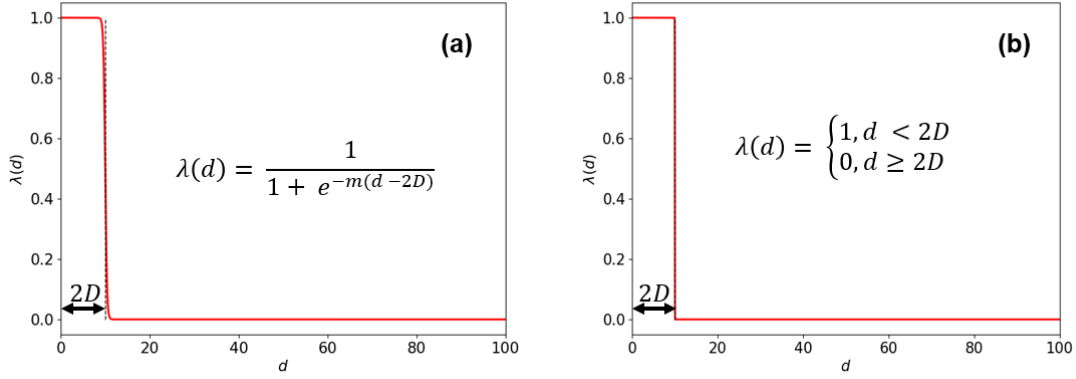 (a)
1.0
0.8
0.6
0.4
0.2
0.0
λ(d)
λ(d) = 1 / (1 + e^{-m(d-2D)})
2D
0 20 40 60 80 100
d
(b)
1.0
0.8
0.6
0.4
0.2
0.0
λ(d)
λ(d) = { 1, d < 2D
0, d ≥ 2D
2D
0 20 40 60 80 100
d